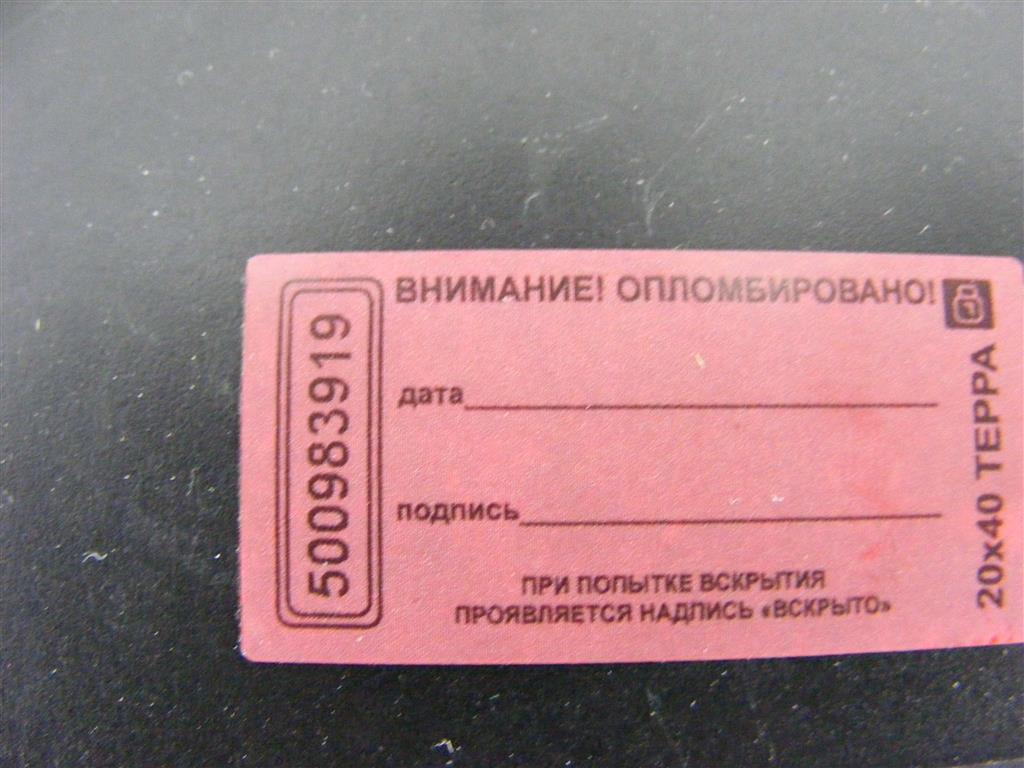 500983919
ВНИМАНИЕ! ОПЛОМБИРОВАНО!
дата
подпись
ПРИ ПОПЫТКЕ ВСКРЫТИЯ
ПРОЯВЛЯЕТСЯ НАДПИСЬ «ВСКРЫТО»
20х40 ТЕРРА